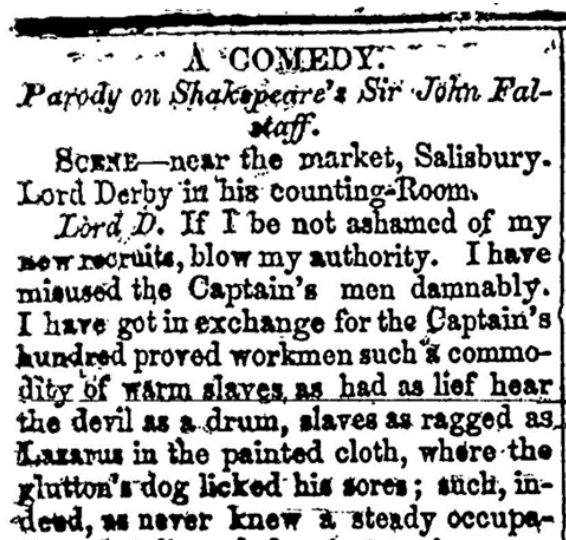 A COMEDY.
Parody on Shakspeare's Sir John Fal-
staff.
SCENE—near the market, Salisbury.
Lord Derby in his counting-Room.
Lord D. If I be not ashamed of my
new recruits, blow my authority. I have
misused the Captain's men damnably.
I have got in exchange for the Captain's
hundred proved workmen such a commo-
dity of warm slaves, as had as lief hear
the devil as a drum, slaves as ragged as
Lazarus in the painted cloth, where the
glutton's dog licked his sores; such, in-
deed, as never knew a steady occupa-